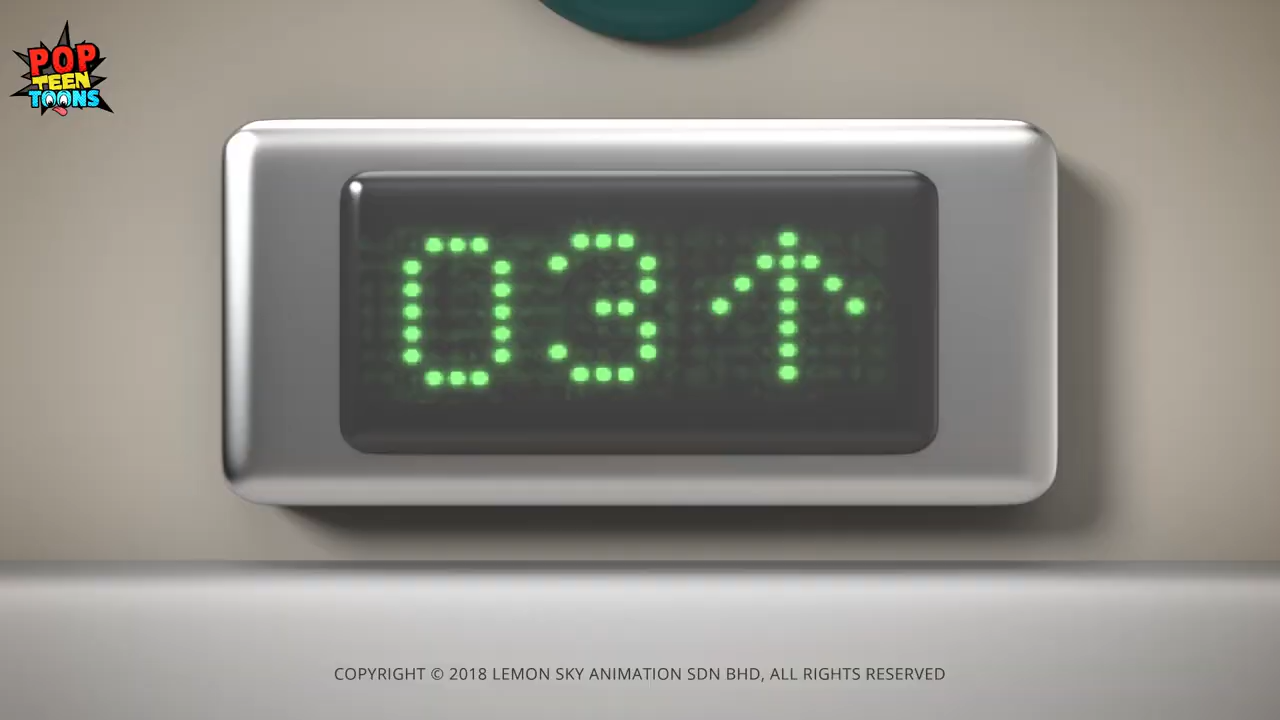 POP
TEEN
TOONS
03↑
COPYRIGHT © 2018 LEMON SKY ANIMATION SDN BHD, ALL RIGHTS RESERVED